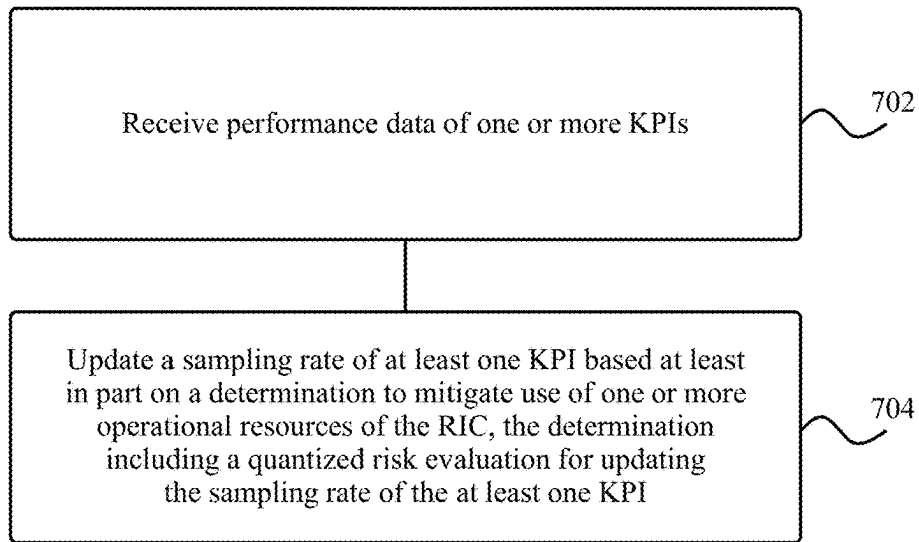 Receive performance data of one or more KPIs
702
Update a sampling rate of at least one KPI based at least
in part on a determination to mitigate use of one or more
operational resources of the RIC, the determination
including a quantized risk evaluation for updating
the sampling rate of the at least one KPI
704